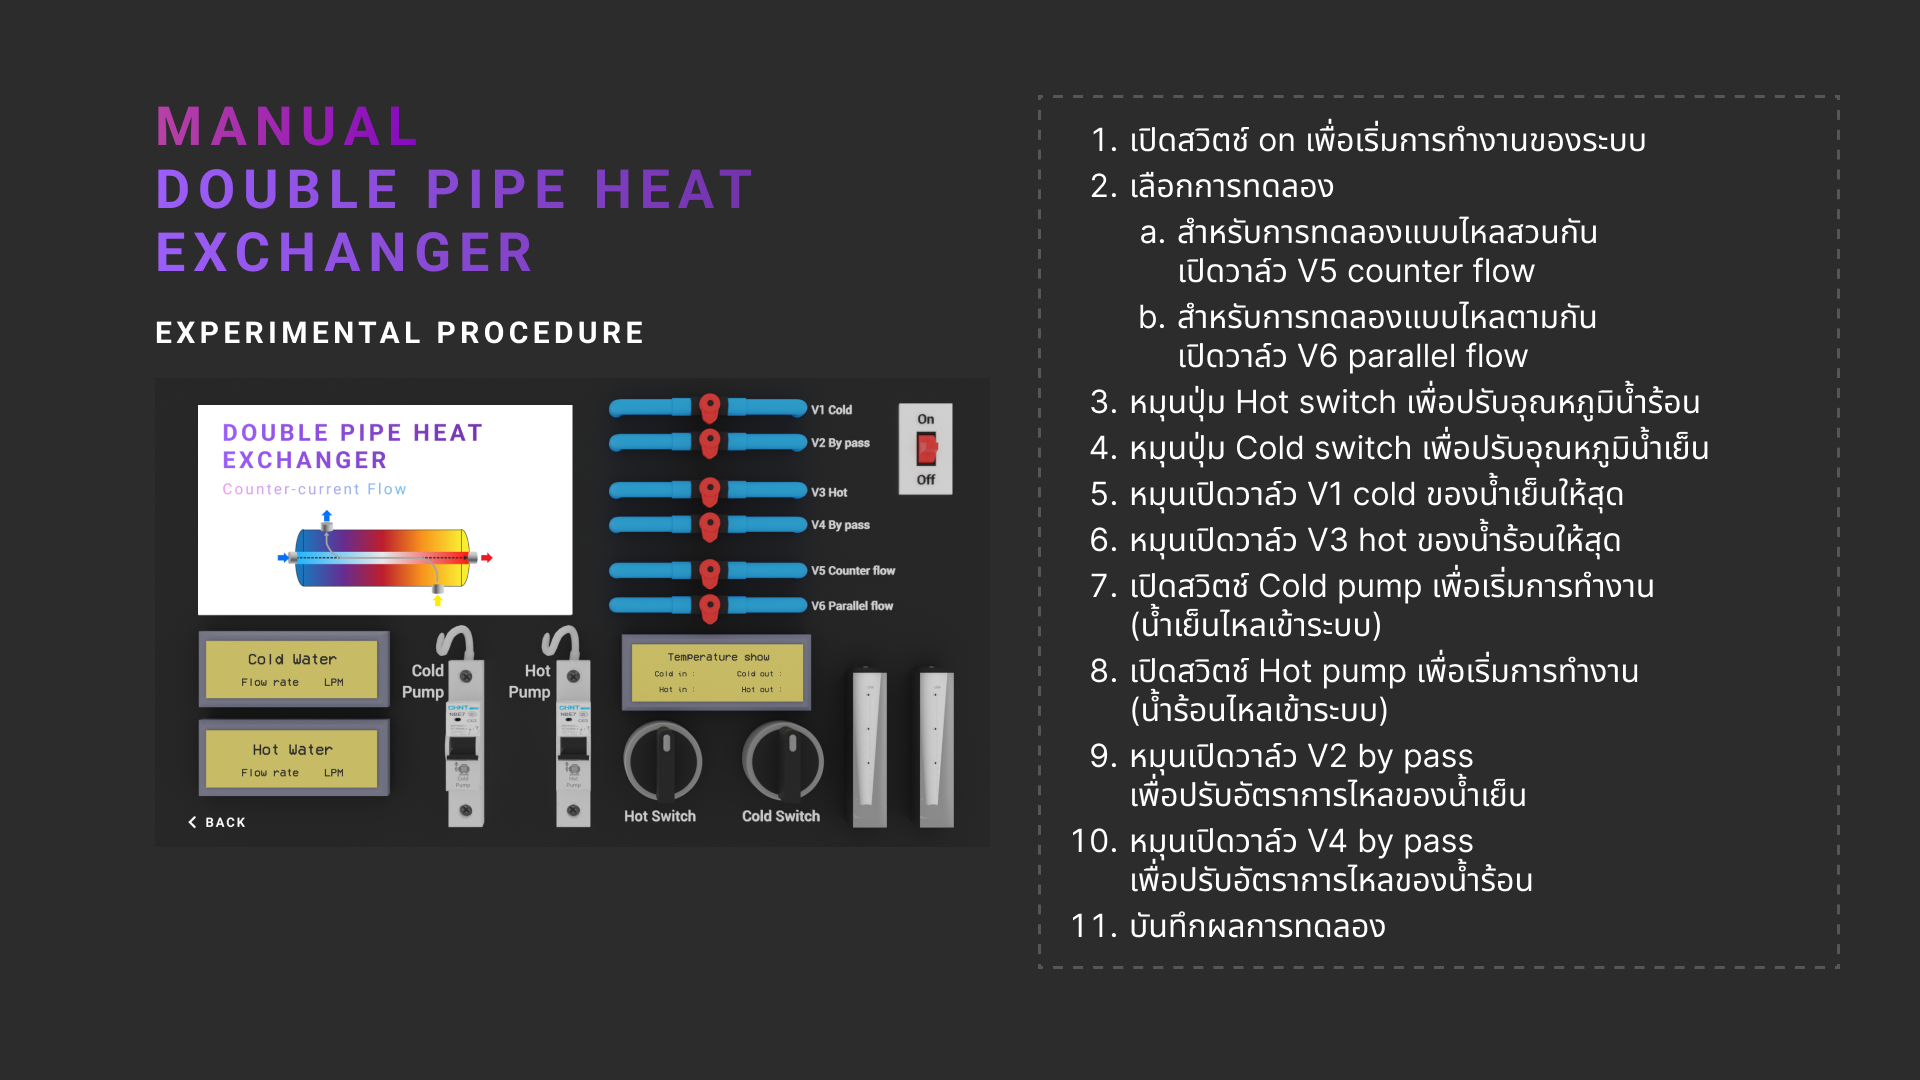 MANUAL
DOUBLE PIPE HEAT
EXCHANGER
EXPERIMENTAL PROCEDURE
DOUBLE PIPE HEAT
EXCHANGER
Counter-current Flow
V1 Cold
V2 By pass
V3 Hot
V4 By pass
V5 Counter flow
V6 Parallel flow
On
Off
Cold Water
Flow rate LPM
Hot Water
Flow rate LPM
Cold
Pump
Hot
Pump
CHNT
NBE7
Cold
Pump
CHNT
NBE7
Hot
Pump
Temperature show
Cold in : Cold out :
Hot in : Hot out :
Hot Switch
Cold Switch
BACK
1. เปิดสวิตช์ on เพื่อเริ่มการทำงานของระบบ
2. เลือกการทดลอง
a. สำหรับการทดลองแบบไหลสวนกัน
เปิดวาล์ว V5 counter flow
b. สำหรับการทดลองแบบไหลตามกัน
เปิดวาล์ว V6 parallel flow
3. หมุนปุ่ม Hot switch เพื่อปรับอุณหภูมิน้ำร้อน
4. หมุนปุ่ม Cold switch เพื่อปรับอุณหภูมิน้ำเย็น
5. หมุนเปิดวาล์ว V1 cold ของน้ำเย็นให้สุด
6. หมุนเปิดวาล์ว V3 hot ของน้ำร้อนให้สุด
7. เปิดสวิตช์ Cold pump เพื่อเริ่มการทำงาน
(น้ำเย็นไหลเข้าระบบ)
8. เปิดสวิตช์ Hot pump เพื่อเริ่มการทำงาน
(น้ำร้อนไหลเข้าระบบ)
9. หมุนเปิดวาล์ว V2 by pass
เพื่อปรับอัตราการไหลของน้ำเย็น
10. หมุนเปิดวาล์ว V4 by pass
เพื่อปรับอัตราการไหลของน้ำร้อน
11. บันทึกผลการทดลอง